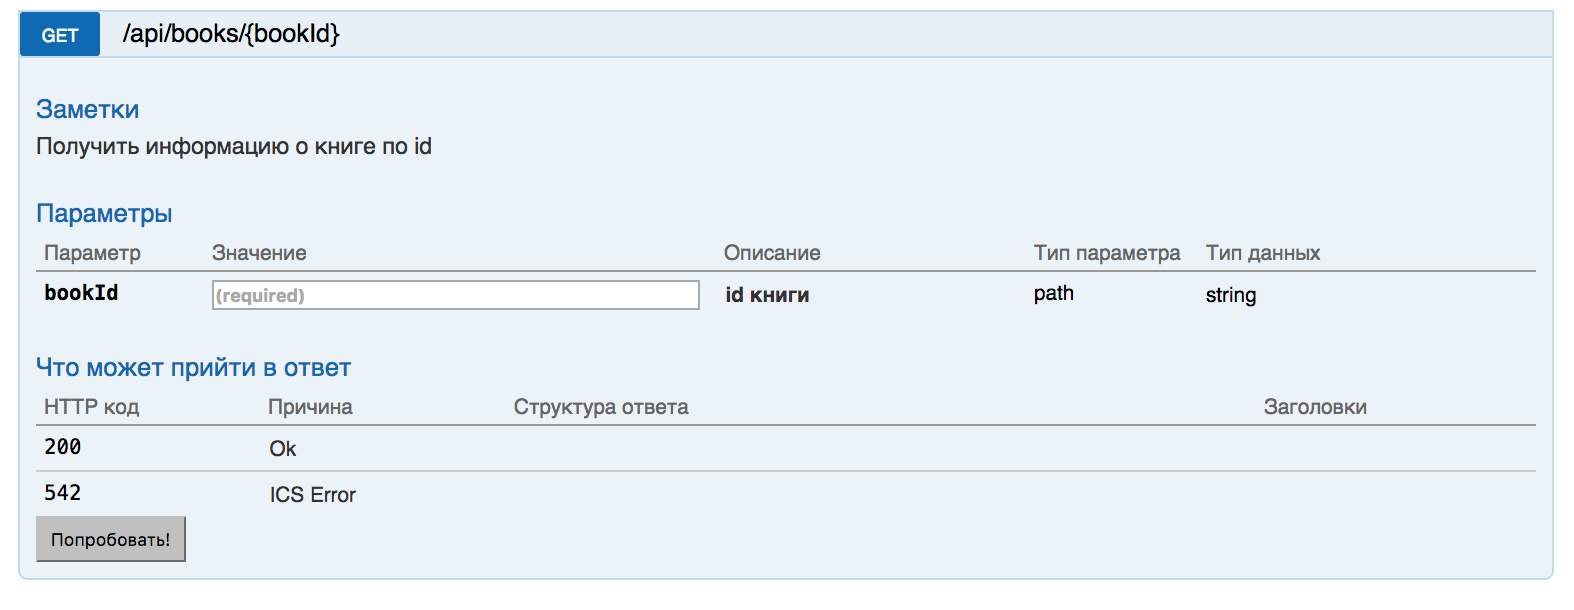 GET /api/books/{bookId}
Заметки
Получить информацию о книге по id
Параметры
Параметр Значение Описание Тип параметра Тип данных
bookId (required) id книги path string
Что может прийти в ответ
HTTP код Причина Структура ответа Заголовки
200 Ok
542 ICS Error
Попробовать!